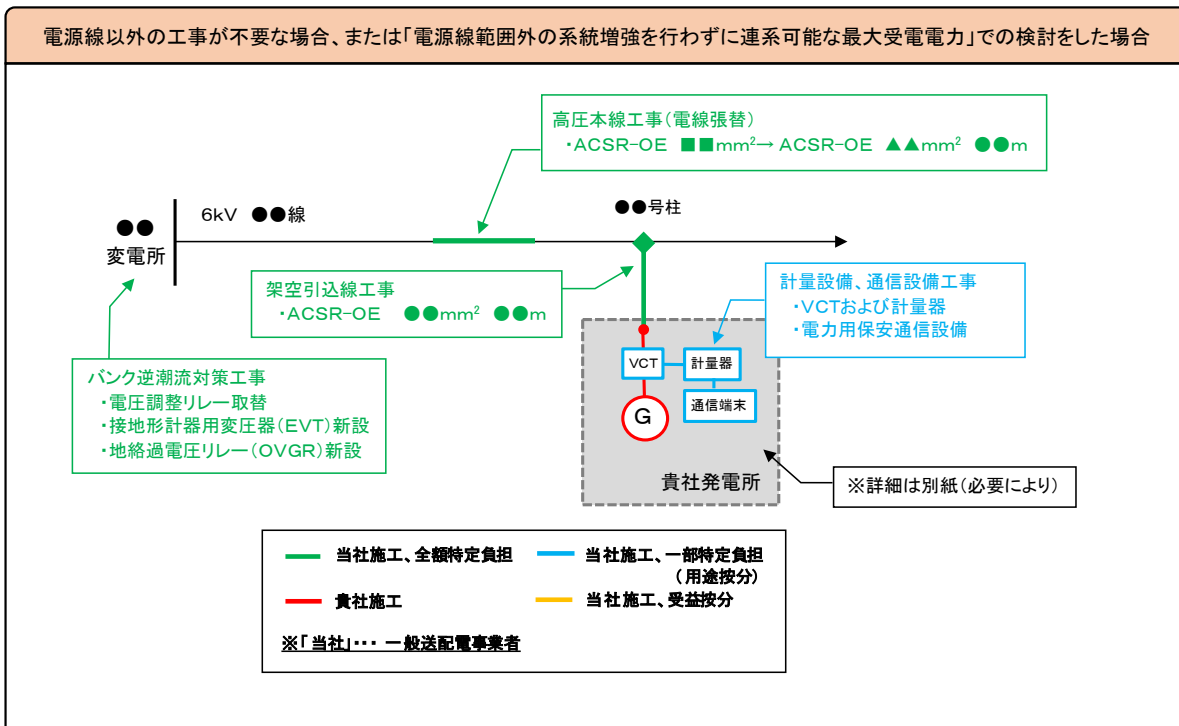 電源線以外の工事が不要な場合、または「電源線範囲外の系統増強を行わずに連系可能な最大受電電力」での検討をした場合
高圧本線工事(電線張替)
・ACSR-OE ■■mm²→ ACSR-OE ▲▲mm² ●●m
●●
変電所
6kV ●●線
●●号柱
架空引込線工事
・ACSR-OE ●●mm² ●●m
計量設備、通信設備工事
・VCTおよび計量器
・電力用保安通信設備
バンク逆潮流対策工事
・電圧調整リレー取替
・接地形計器用変圧器(EVT)新設
・地絡過電圧リレー(OVGR)新設
VCT
計量器
通信端末
G
貴社発電所
※詳細は別紙(必要により)
当社施工、全額特定負担
当社施工、一部特定負担
(用途按分)
貴社施工
当社施工、受益按分
※「当社」・・・ 一般送配電事業者